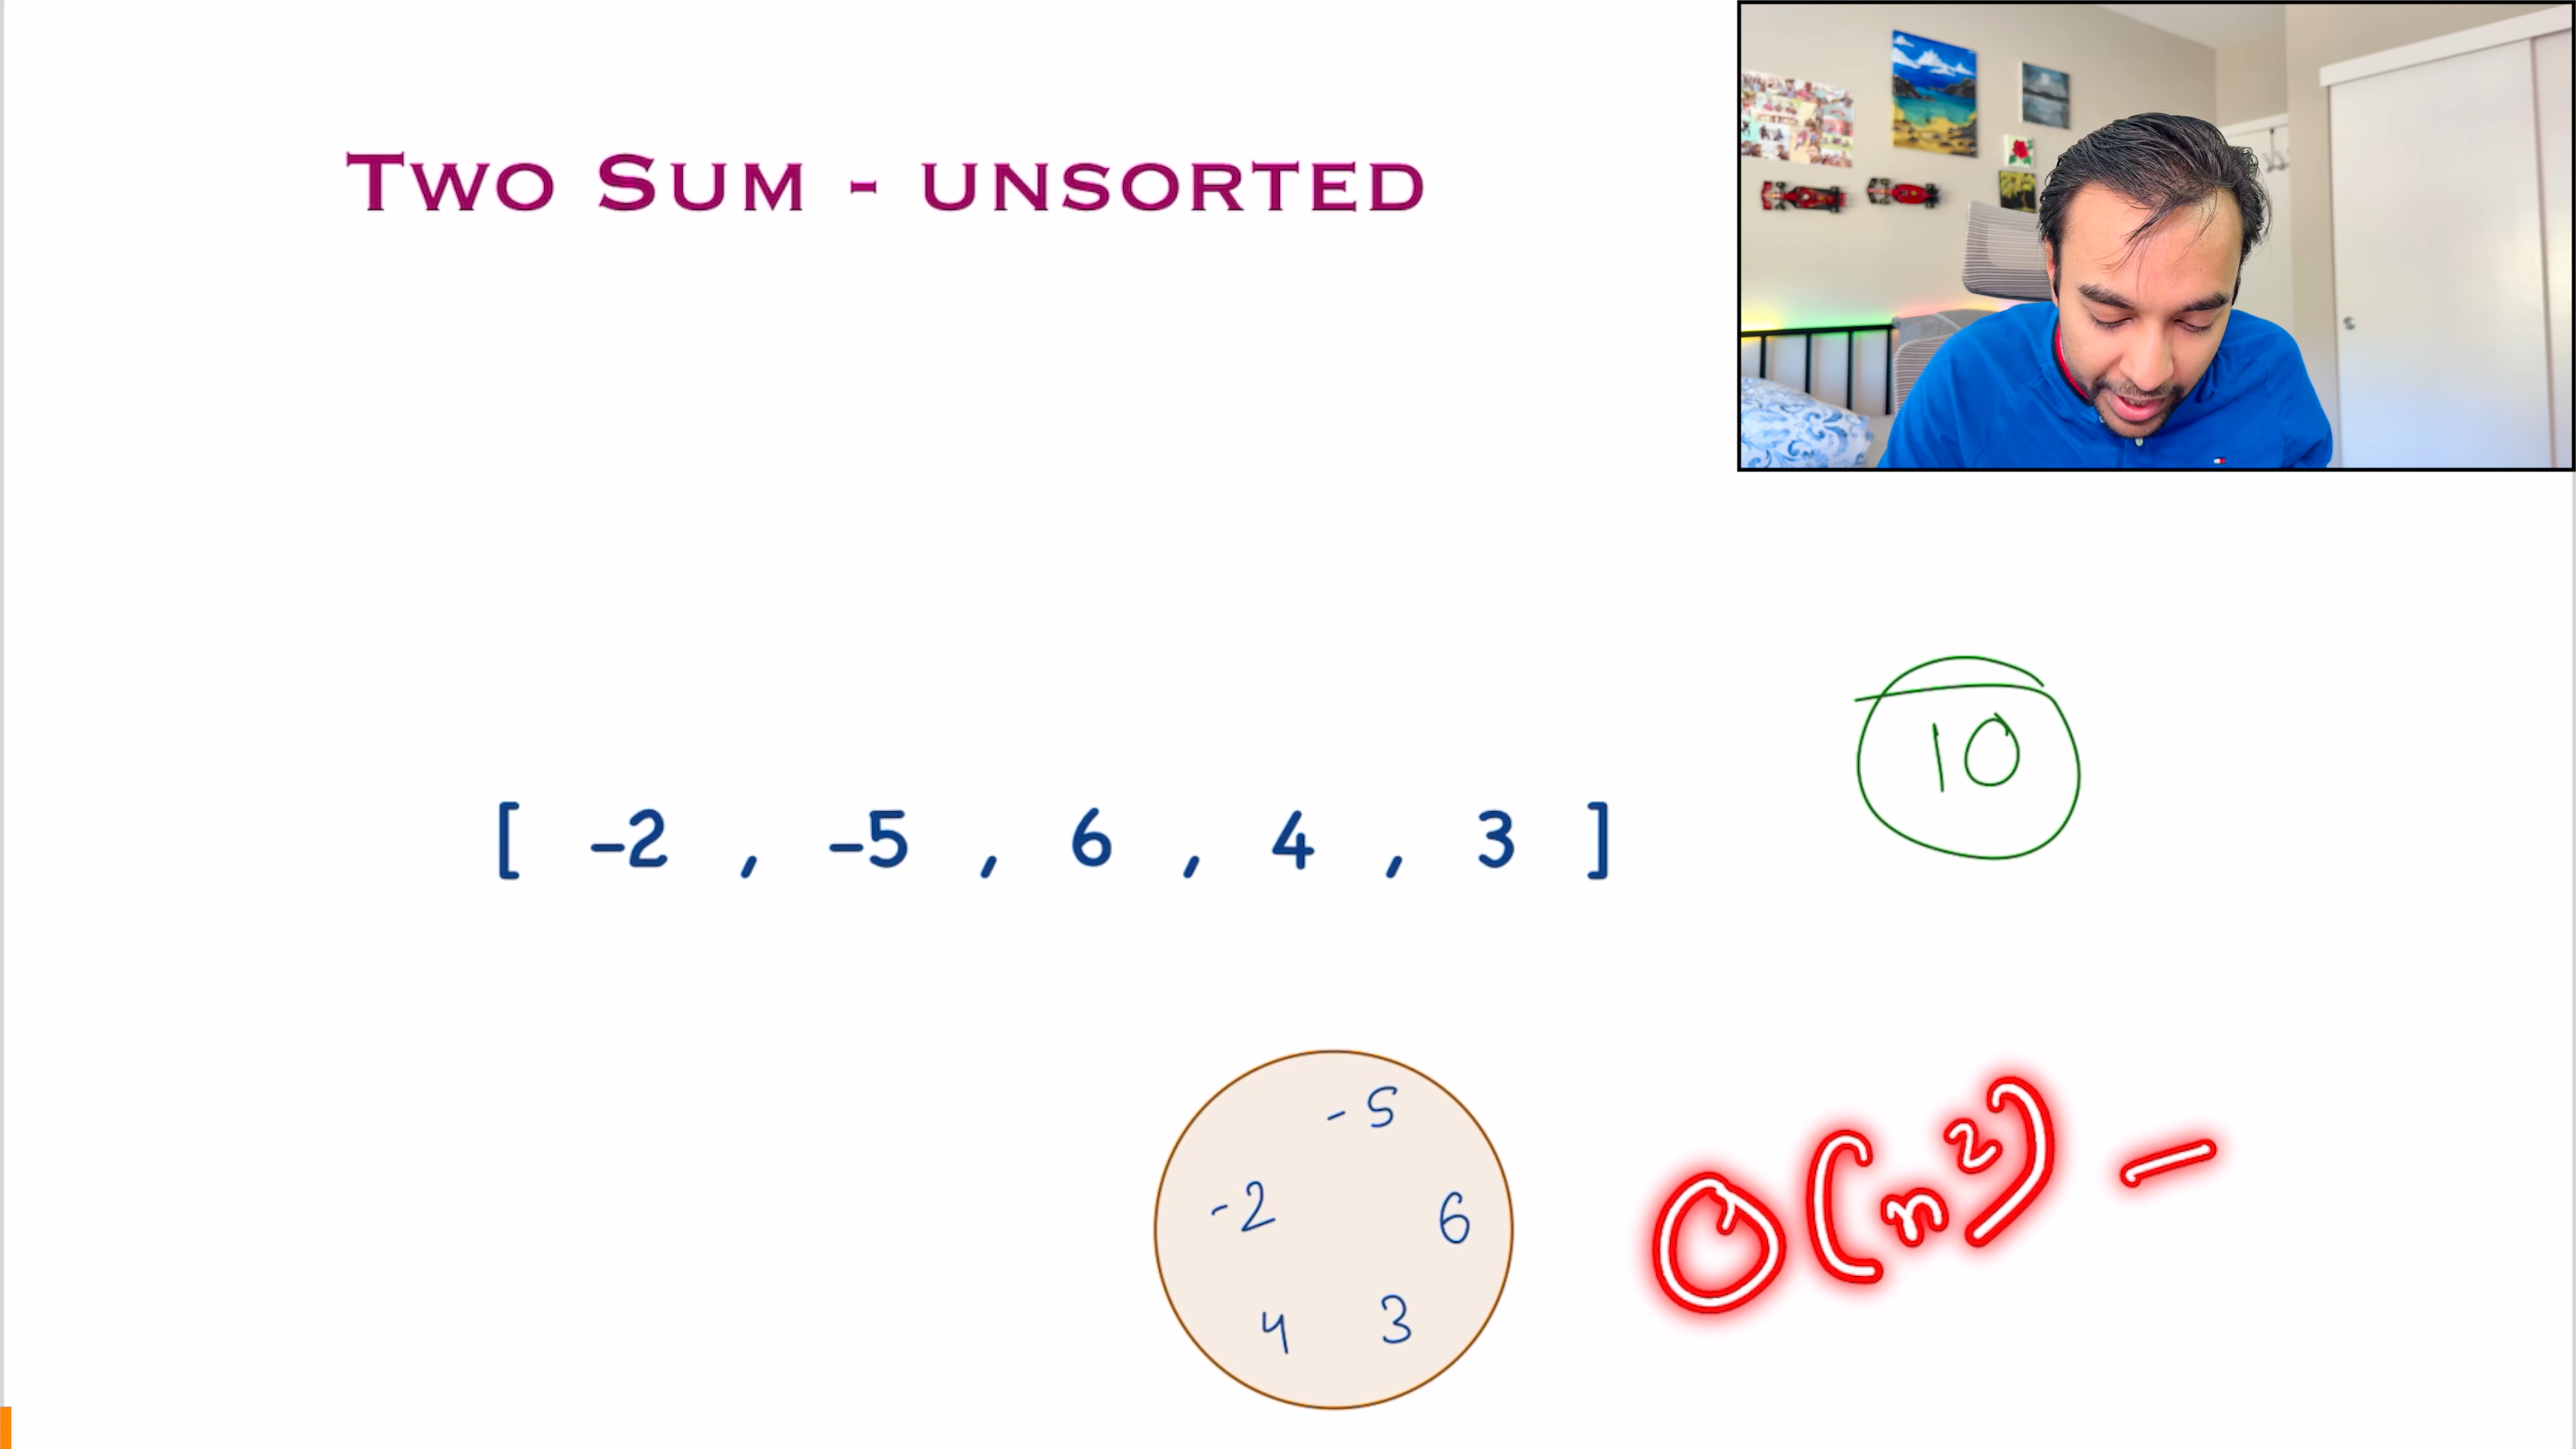 Two Sum - unsorted
10
[ -2 , -5 , 6 , 4 , 3 ]
-5
-2
6
4
3
O(n²) -